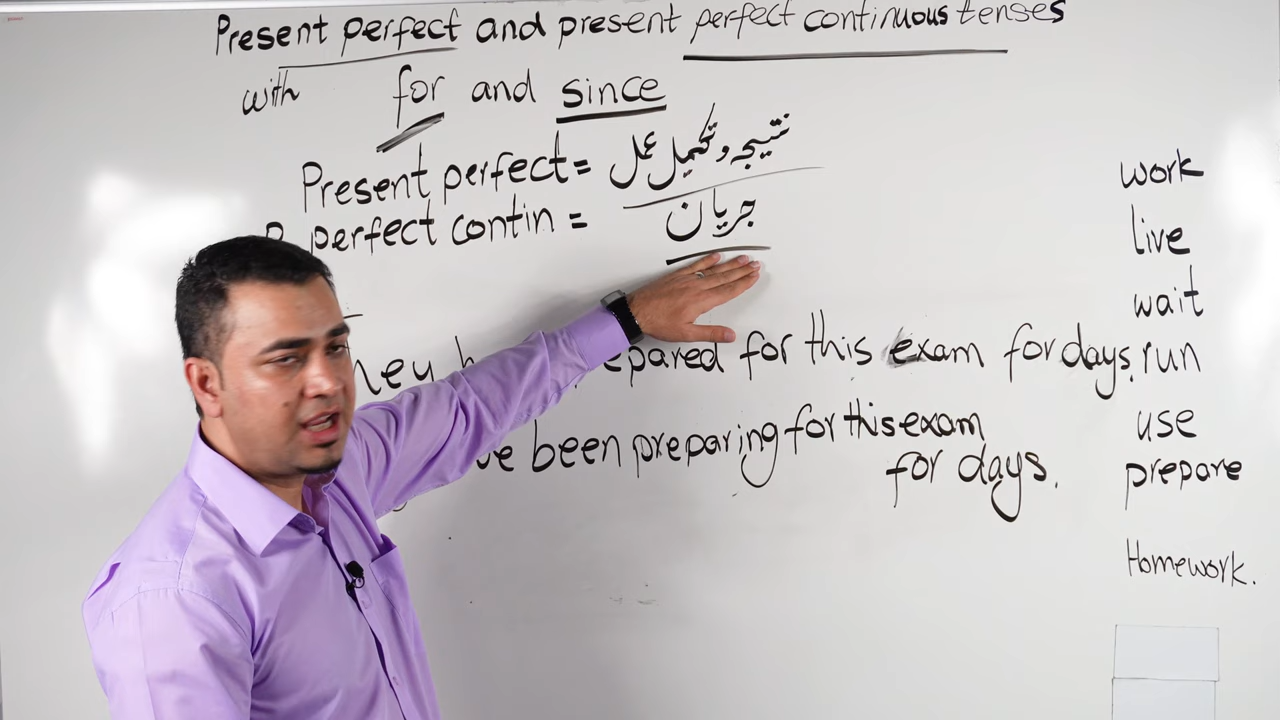 Present perfect and present perfect continuous tenses
with for and since
Present perfect = نتیجه و تکمیل عمل
P perfect contin = جریان
hey h epared for this exam for days.
ve been preparing for this exam
for days.
work
live
wait
run
use
prepare
Homework.